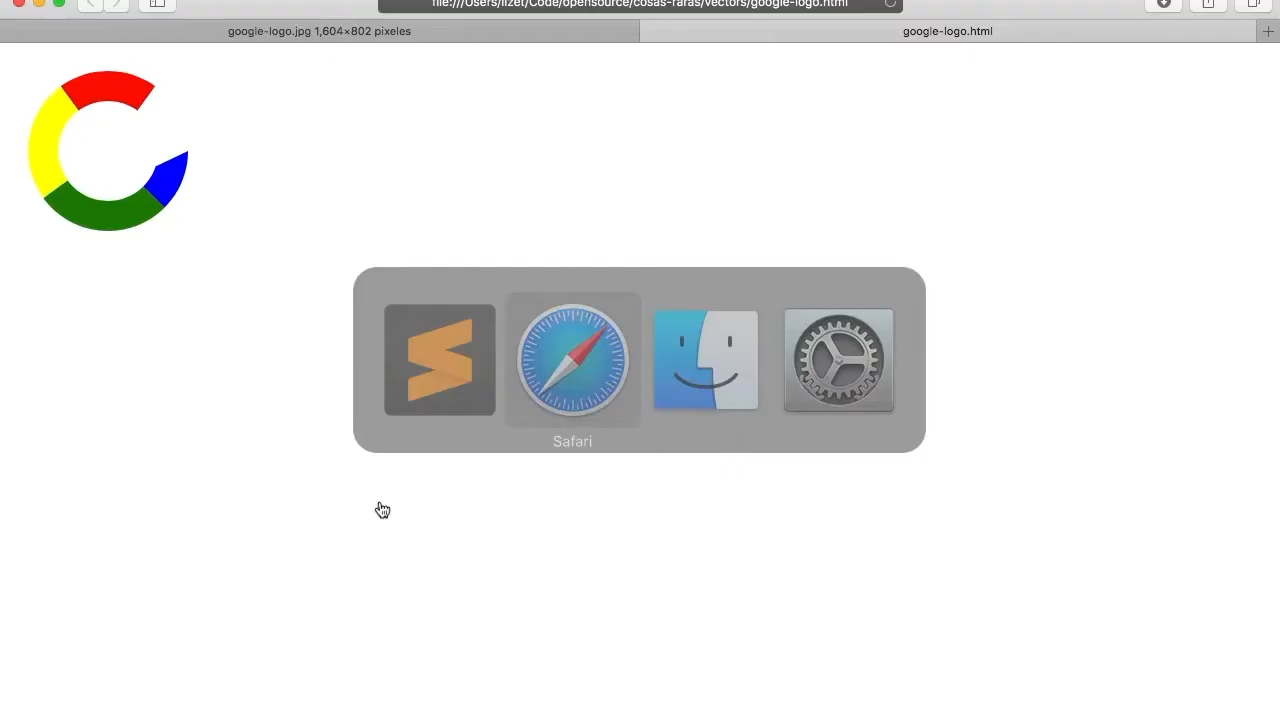 file:///Users/lizet/Code/opensource/cosas-raras/vectors/google-logo.html
google-logo.jpg 1,604×802 pixeles
google-logo.html
Safari